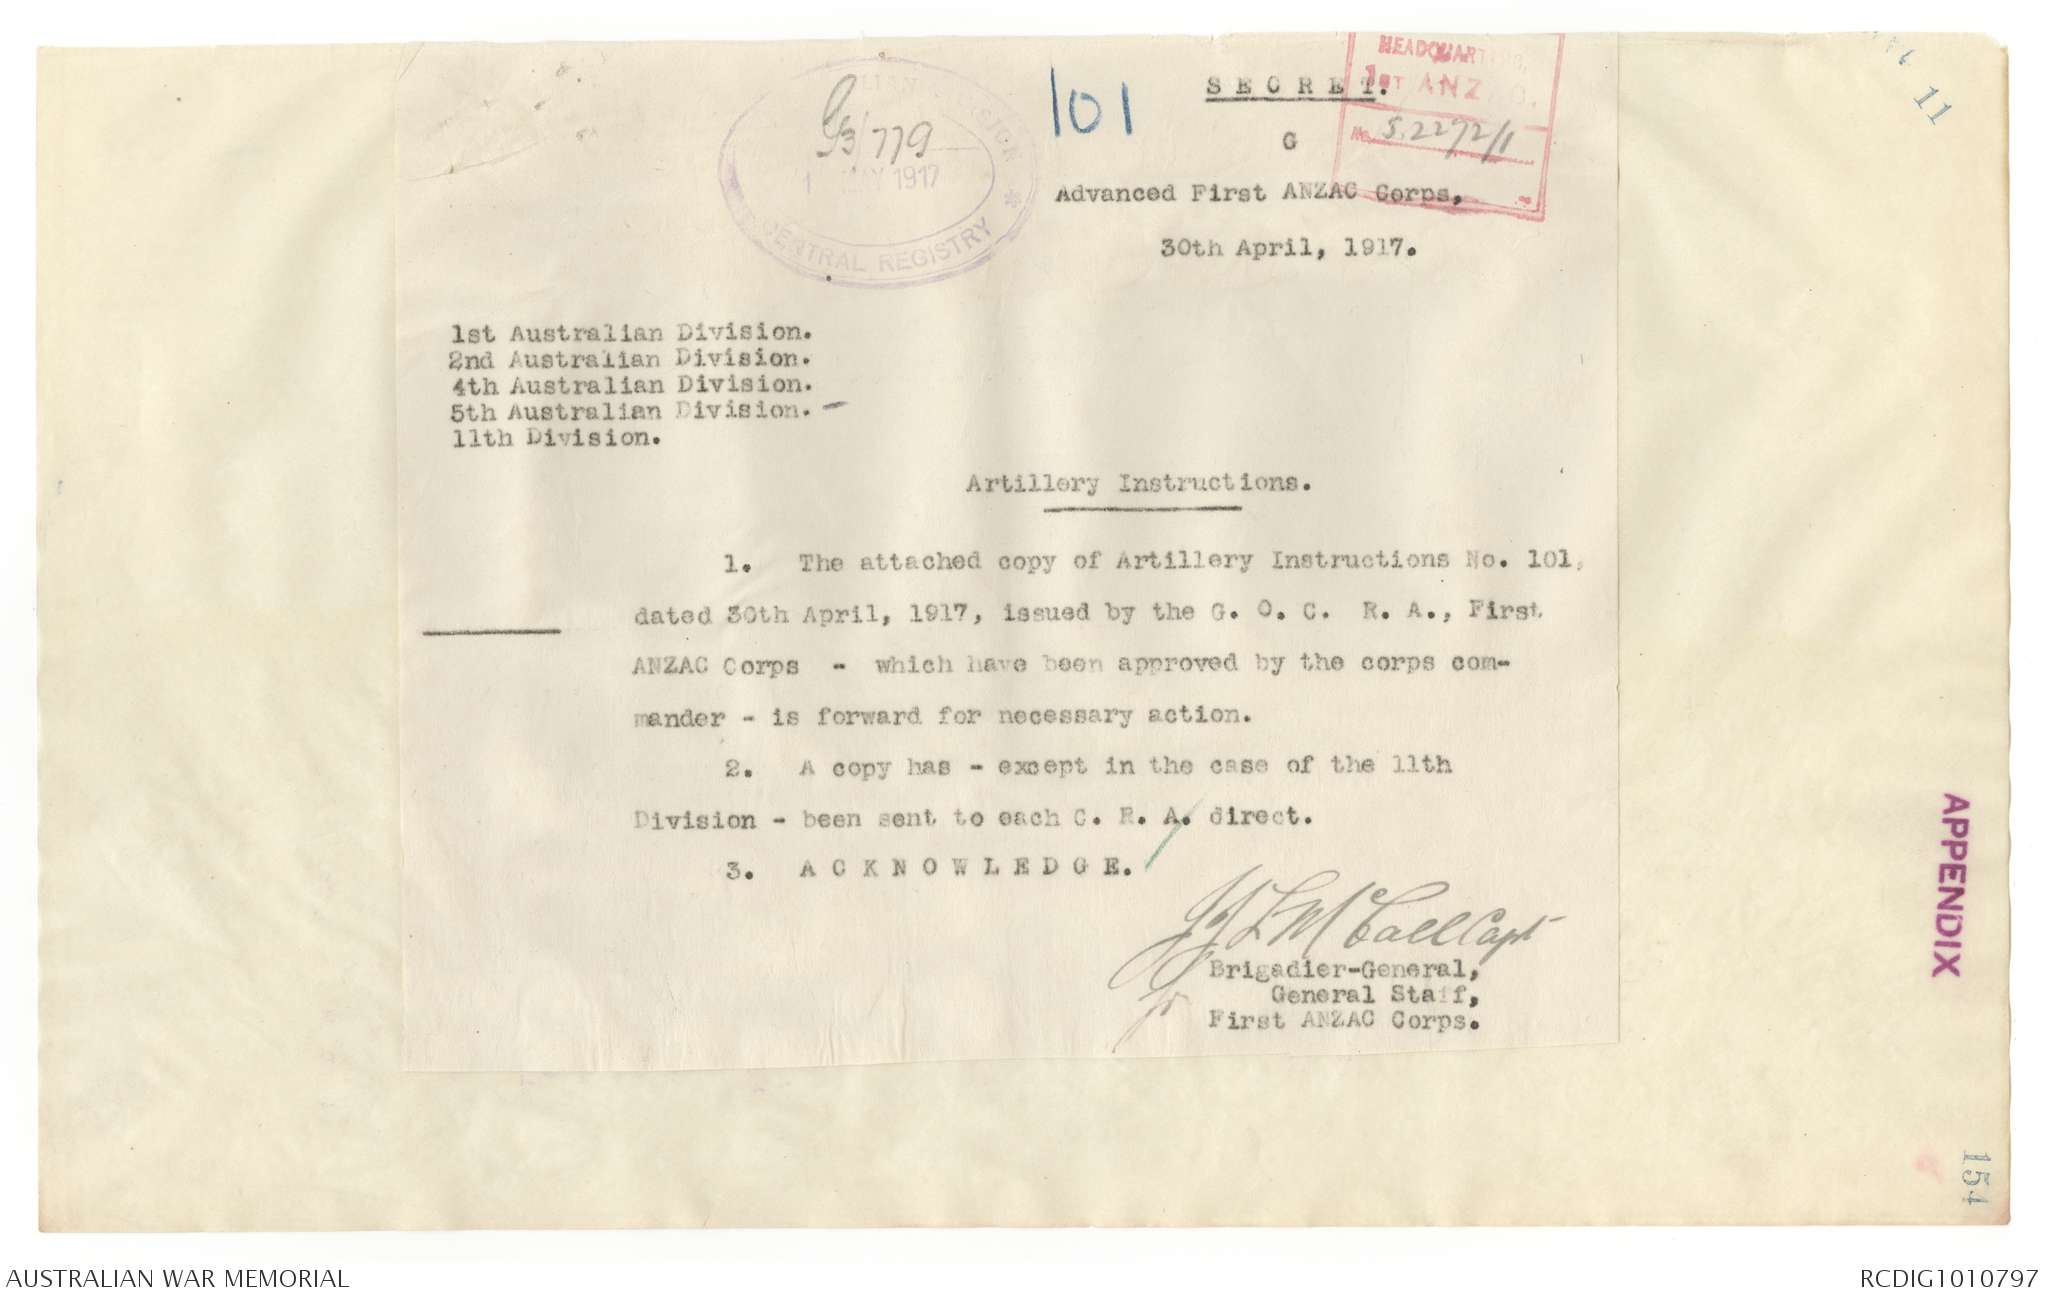 HEADQUARTERS,
1ST ANZAC.
No. S.2272/1
S E C R E T.
101
G3/779
1 MAY 1917
CENTRAL REGISTRY
G
Advanced First ANZAC Corps,
30th April, 1917.
11
1st Australian Division.
2nd Australian Division.
4th Australian Division.
5th Australian Division. -
11th Division.
Artillery Instructions.
1. The attached copy of Artillery Instructions No. 101,
dated 30th April, 1917, issued by the G. O. C. R. A., First
ANZAC Corps - which have been approved by the corps com-
mander - is forward for necessary action.
2. A copy has - except in the case of the 11th
Division - been sent to each C. R. A. direct.
3. A C K N O W L E D G E.
McCall Capt
Brigadier-General,
for
General Staff,
First ANZAC Corps.
APPENDIX
154
AUSTRALIAN WAR MEMORIAL
RCDIG1010797